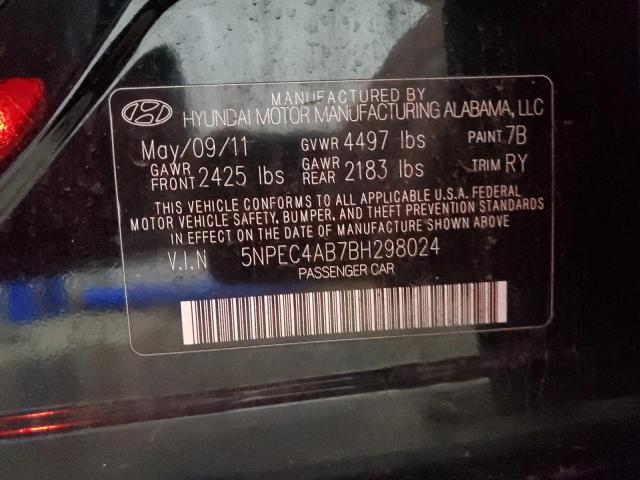 MANUFACTURED BY
HYUNDAI MOTOR MANUFACTURING ALABAMA, LLC
May/09/11 GVWR 4497 lbs PAINT 7B
GAWR FRONT 2425 lbs GAWR REAR 2183 lbs TRIM RY
THIS VEHICLE CONFORMS TO ALL APPLICABLE U.S.A. FEDERAL
MOTOR VEHICLE SAFETY, BUMPER, AND THEFT PREVENTION STANDARDS
IN EFFECT ON THE DATE OF MANUFACTURE SHOWN ABOVE
V.I.N 5NPEC4AB7BH298024
PASSENGER CAR